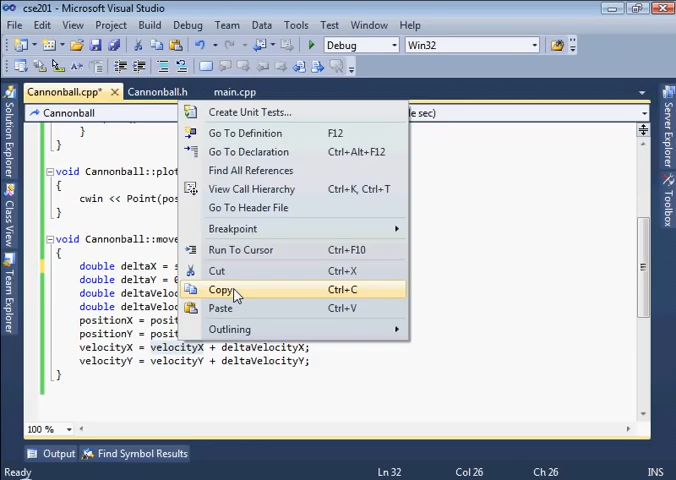 cse201 - Microsoft Visual Studio
File Edit View Project Build Debug Team Data Tools Test Window Help
Debug Win32
Cannonball.cpp* Cannonball.h main.cpp
Cannonball e sec)
}
}
void Cannonball::plot
{
cwin << Point(pos
}
void Cannonball::move
{
double deltaX = s
double deltaY = 0
double deltaVeloc
double deltaVeloc
positionX = posit
positionY = posit
velocityX = velocityX + deltaVelocityX;
velocityY = velocityY + deltaVelocityY;
}
Create Unit Tests...
Go To Definition F12
Go To Declaration Ctrl+Alt+F12
Find All References
View Call Hierarchy Ctrl+K, Ctrl+T
Go To Header File
Breakpoint
Run To Cursor Ctrl+F10
Cut Ctrl+X
Copy Ctrl+C
Paste Ctrl+V
Outlining
Solution Explorer
Class View
Team Explorer
Server Explorer
Toolbox
100 %
Output Find Symbol Results
Ready Ln 32 Col 26 Ch 26 INS